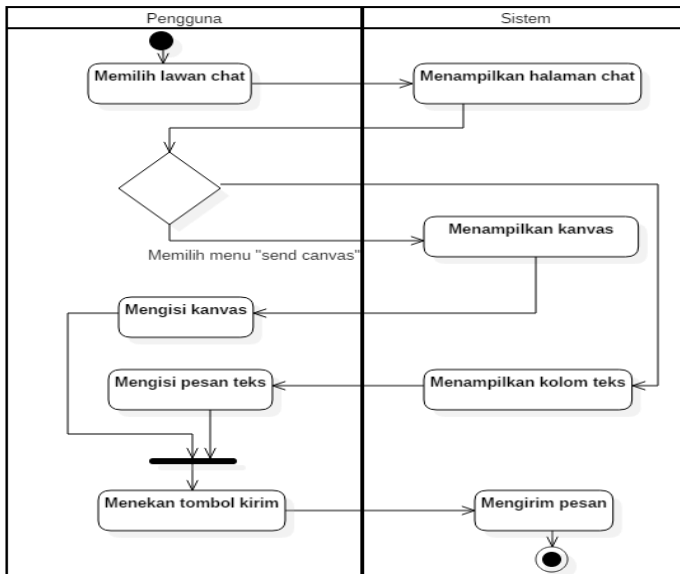 Pengguna
Sistem
Memilih lawan chat
Menampilkan halaman chat
Menampilkan kanvas
Memilih menu "send canvas"
Mengisi kanvas
Mengisi pesan teks
Menampilkan kolom teks
Menekan tombol kirim
Mengirim pesan